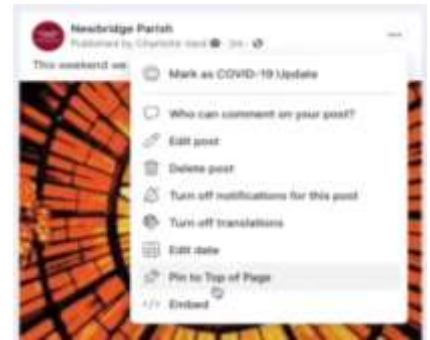 Newbridge Parish
Published by Charlotte
This weekend we
Mark as COVID-19 Update
Who can comment on your post?
Edit post
Delete post
Turn off notifications for this post
Turn off translations
Edit date
Pin to Top of Page
Embed